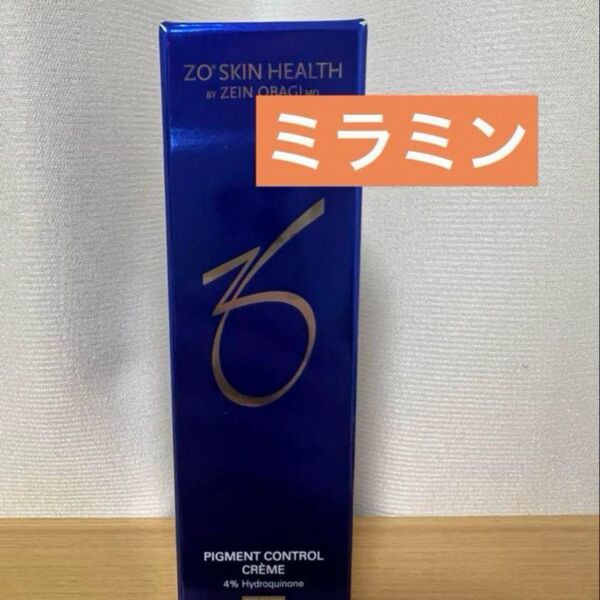 ZO® SKIN HEALTH
BY ZEIN OBAGI MD
ミラミン
PIGMENT CONTROL
CRÈME
4% Hydroquinone